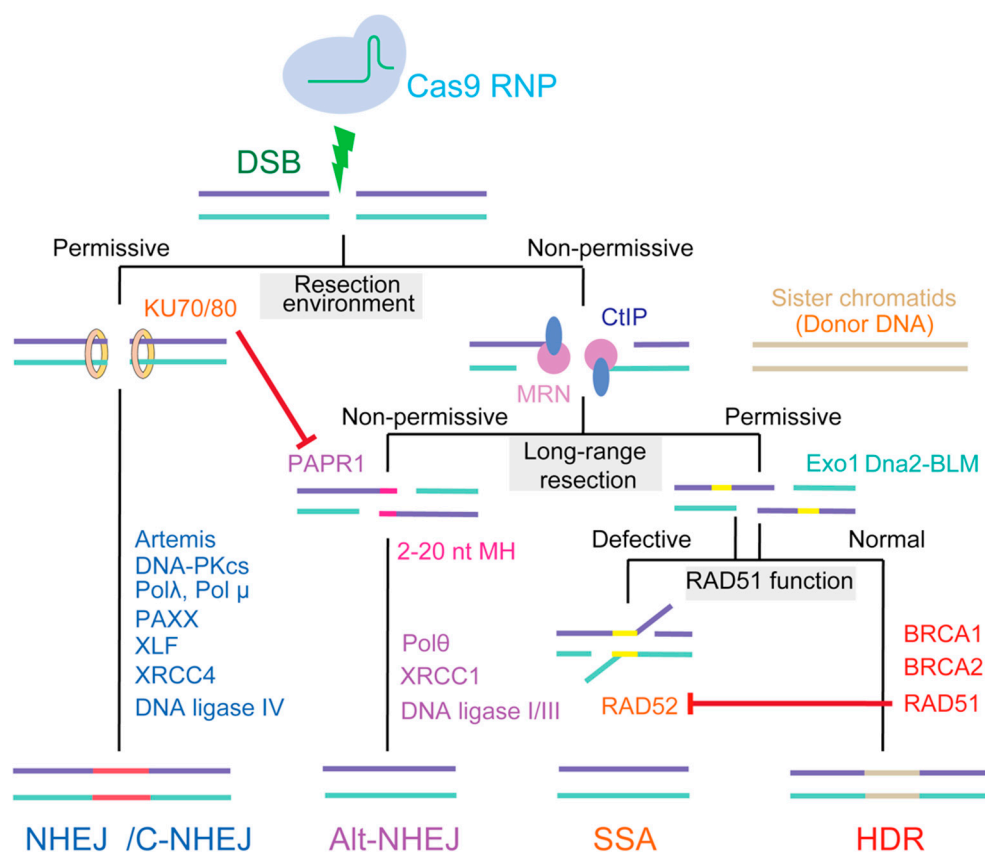 Cas9 RNP
DSB
Permissive
Non-permissive
Resection
environment
KU70/80
CtIP
Sister chromatids
(Donor DNA)
MRN
Non-permissive
Permissive
Long-range
resection
PAPR1
Exo1 Dna2-BLM
2-20 nt MH
Defective
Normal
RAD51 function
Artemis
DNA-PKcs
Polλ, Pol μ
PAXX
XLF
XRCC4
DNA ligase IV
Polθ
XRCC1
DNA ligase I/III
RAD52
BRCA1
BRCA2
RAD51
NHEJ /C-NHEJ
Alt-NHEJ
SSA
HDR